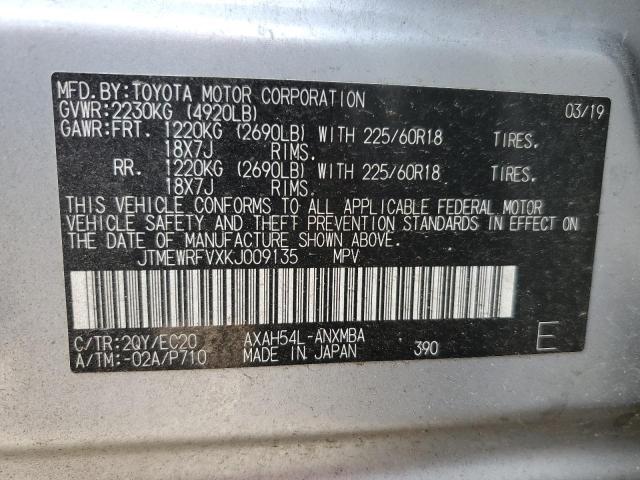 MFD.BY:TOYOTA MOTOR CORPORATION 03/19
GVWR:2230KG (4920LB)
GAWR:FRT. 1220KG (2690LB) WITH 225/60R18 TIRES.
18X7J RIMS.
RR. 1220KG (2690LB) WITH 225/60R18 TIRES.
18X7J RIMS.
THIS VEHICLE CONFORMS TO ALL APPLICABLE FEDERAL MOTOR
VEHICLE SAFETY AND THEFT PREVENTION STANDARDS IN EFFECT ON
THE DATE OF MANUFACTURE SHOWN ABOVE.
JTMEWRFVXKJ009135 MPV
C/TR:2QY/EC20 AXAH54L-ANXMBA
A/TM:-02A/P710 MADE IN JAPAN 390 E